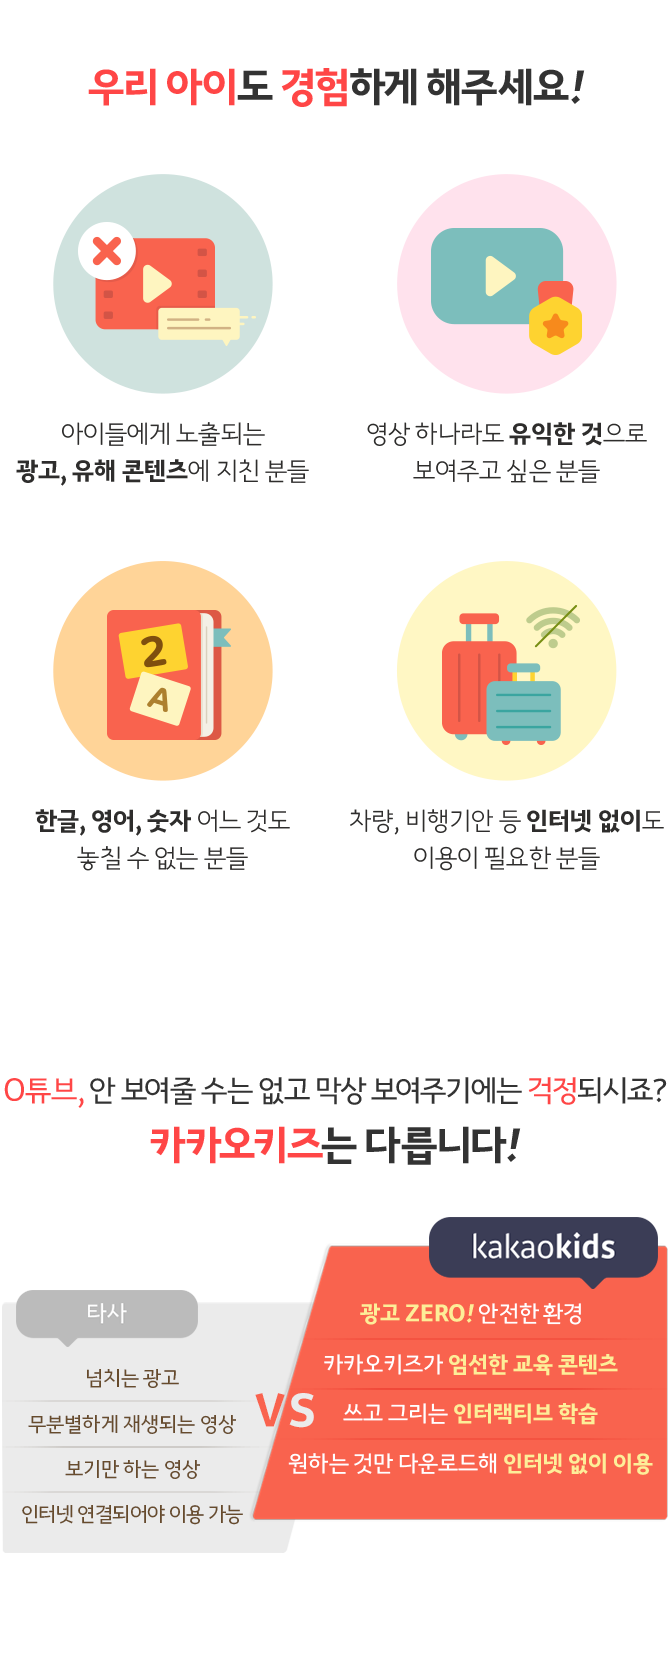 우리 아이도 경험하게 해주세요!
아이들에게 노출되는
광고, 유해 콘텐츠에 지친 분들
영상 하나라도 유익한 것으로
보여주고 싶은 분들
2
A
한글, 영어, 숫자 어느 것도
놓칠 수 없는 분들
차량, 비행기안 등 인터넷 없이도
이용이 필요한 분들
O튜브, 안 보여줄 수는 없고 막상 보여주기에는 걱정되시죠?
카카오키즈는 다릅니다!
타사
넘치는 광고
무분별하게 재생되는 영상
보기만 하는 영상
인터넷 연결되어야 이용 가능
VS
kakaokids
광고 ZERO! 안전한 환경
카카오키즈가 엄선한 교육 콘텐츠
쓰고 그리는 인터랙티브 학습
원하는 것만 다운로드해 인터넷 없이 이용